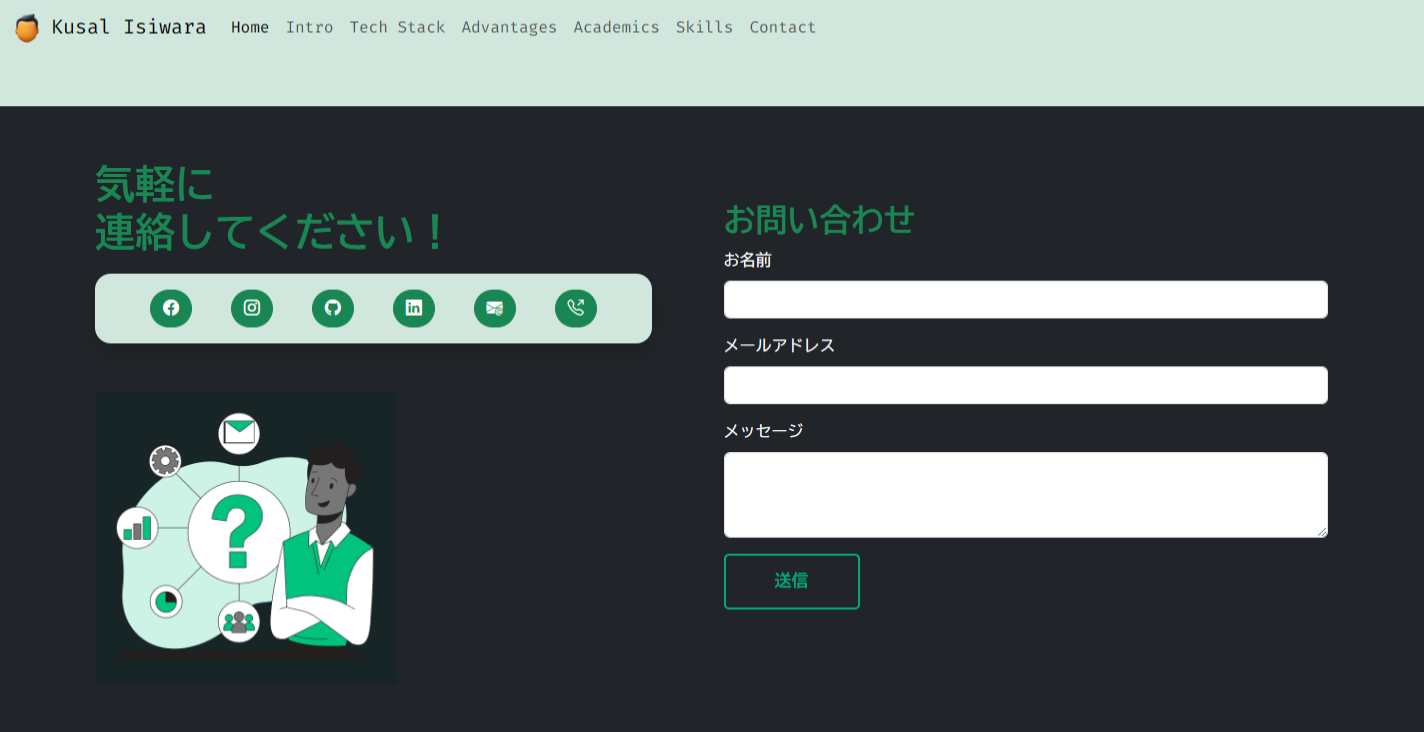 Kusal Isiwara Home Intro Tech Stack Advantages Academics Skills Contact
気軽に
連絡してください！
お問い合わせ
お名前
メールアドレス
メッセージ
送信